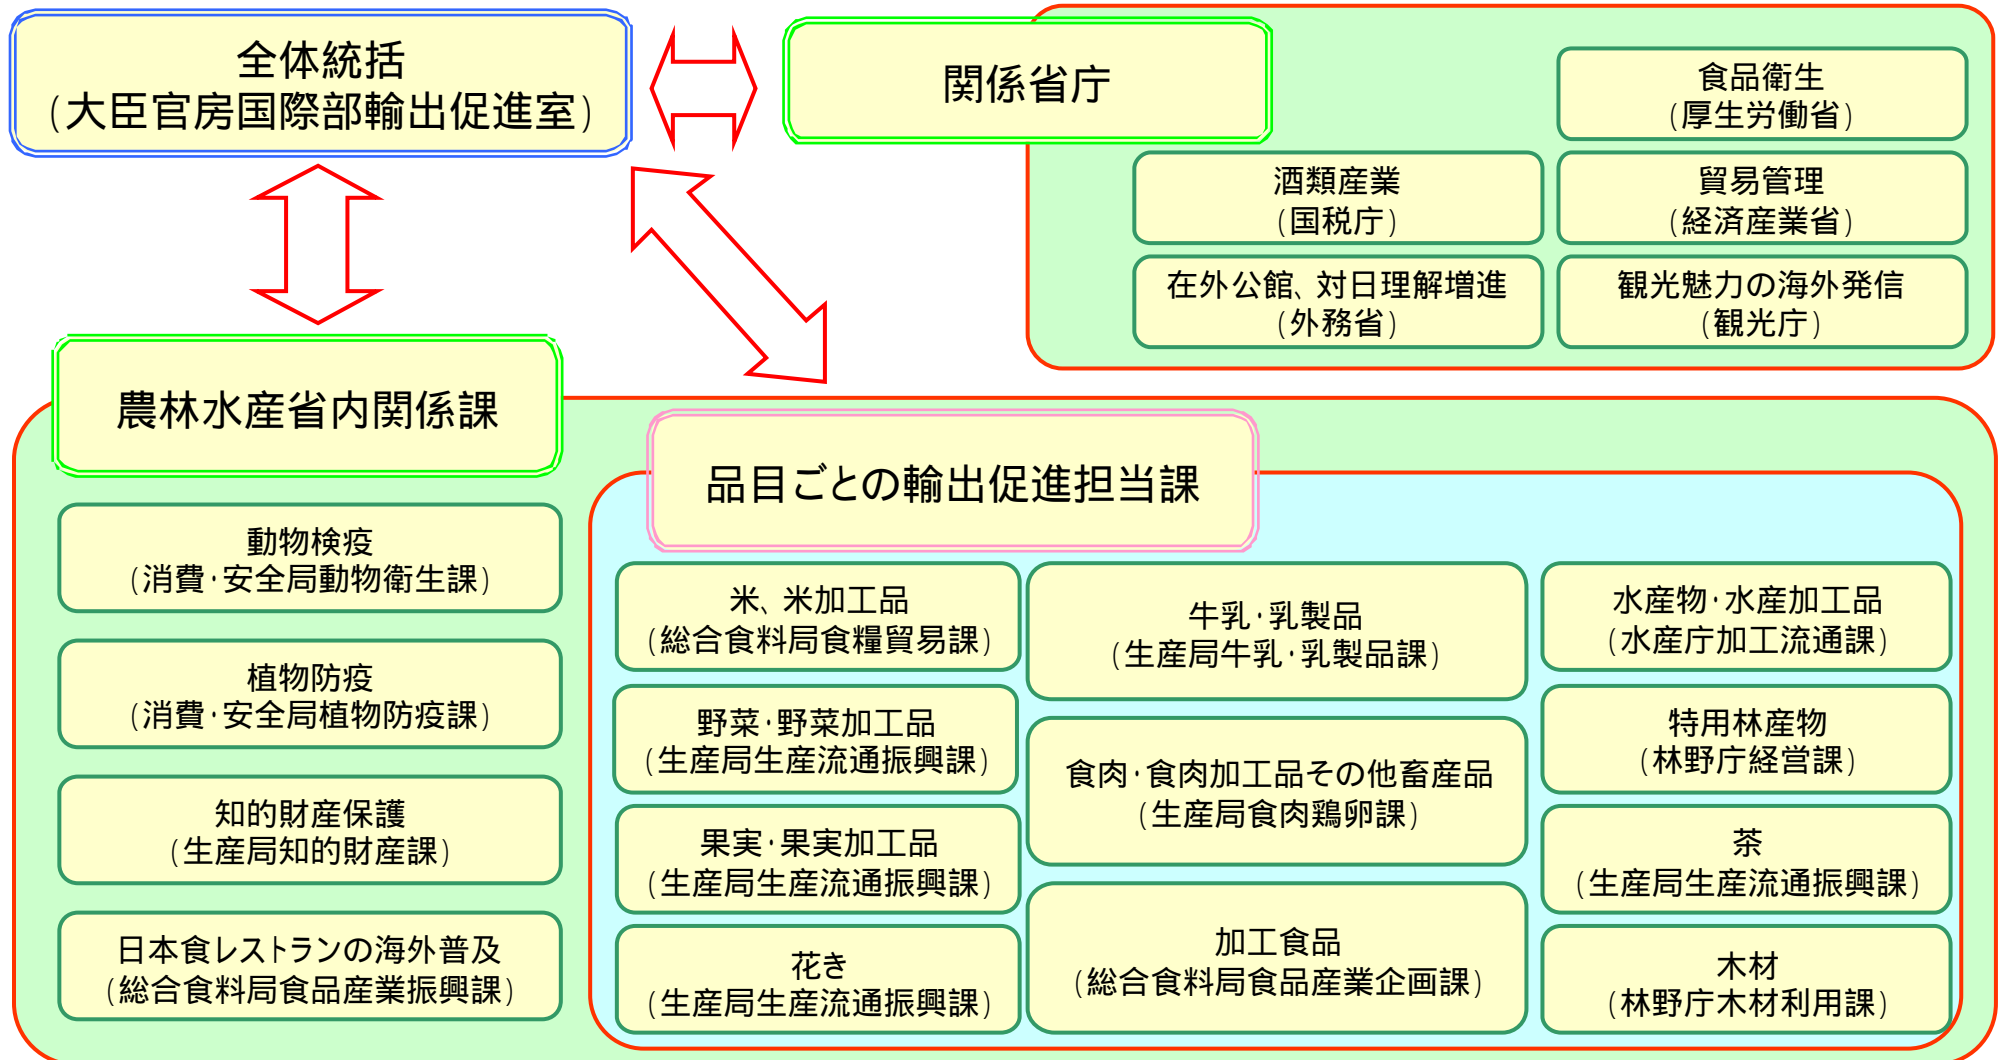 全体統括
(大臣官房国際部輸出促進室)
関係省庁
食品衛生
(厚生労働省)
酒類産業
(国税庁)
貿易管理
(経済産業省)
在外公館、対日理解増進
(外務省)
観光魅力の海外発信
(観光庁)
農林水産省内関係課
動物検疫
(消費・安全局動物衛生課)
植物防疫
(消費・安全局植物防疫課)
知的財産保護
(生産局知的財産課)
日本食レストランの海外普及
(総合食料局食品産業振興課)
品目ごとの輸出促進担当課
米、米加工品
(総合食料局食糧貿易課)
野菜・野菜加工品
(生産局生産流通振興課)
果実・果実加工品
(生産局生産流通振興課)
花き
(生産局生産流通振興課)
牛乳・乳製品
(生産局牛乳・乳製品課)
食肉・食肉加工品その他畜産品
(生産局食肉鶏卵課)
加工食品
(総合食料局食品産業企画課)
水産物・水産加工品
(水産庁加工流通課)
特用林産物
(林野庁経営課)
茶
(生産局生産流通振興課)
木材
(林野庁木材利用課)